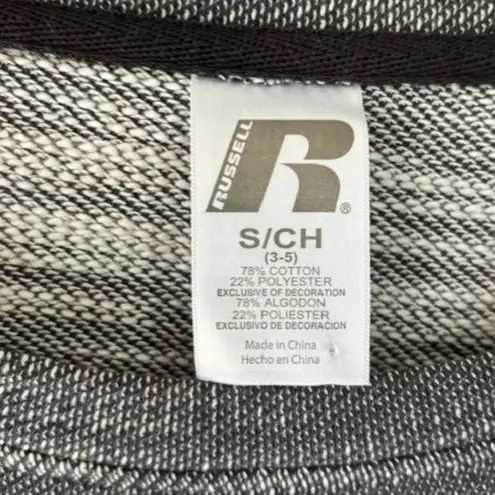 RUSSELL
R ®
S/CH
(3-5)
78% COTTON
22% POLYESTER
EXCLUSIVE OF DECORATION
78% ALGODON
22% POLIESTER
EXCLUSIVO DE DECORACION
Made in China
Hecho en China